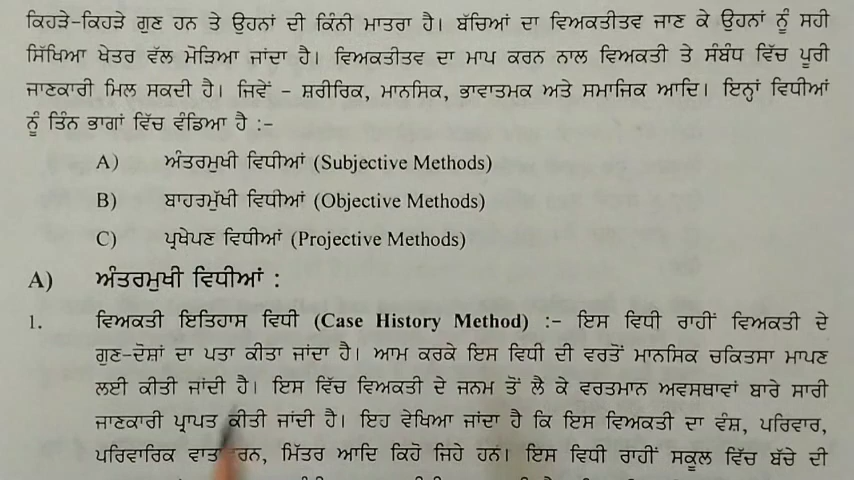 ਕਿਹੜੇ-ਕਿਹੜੇ ਗੁਣ ਹਨ ਤੇ ਉਹਨਾਂ ਦੀ ਕਿੰਨੀ ਮਾਤਰਾ ਹੈ। ਬੱਚਿਆਂ ਦਾ ਵਿਅਕਤੀਤਵ ਜਾਣ ਕੇ ਉਹਨਾਂ ਨੂੰ ਸਹੀ
ਸਿੱਖਿਆ ਖੇਤਰ ਵੱਲ ਮੋੜਿਆ ਜਾਂਦਾ ਹੈ। ਵਿਅਕਤੀਤਵ ਦਾ ਮਾਪ ਕਰਨ ਨਾਲ ਵਿਅਕਤੀ ਤੇ ਸੰਬੰਧ ਵਿੱਚ ਪੂਰੀ
ਜਾਣਕਾਰੀ ਮਿਲ ਸਕਦੀ ਹੈ। ਜਿਵੇਂ - ਸ਼ਰੀਰਿਕ, ਮਾਨਸਿਕ, ਭਾਵਾਤਮਕ ਅਤੇ ਸਮਾਜਿਕ ਆਦਿ। ਇਨ੍ਹਾਂ ਵਿਧੀਆਂ
ਨੂੰ ਤਿੰਨ ਭਾਗਾਂ ਵਿੱਚ ਵੰਡਿਆ ਹੈ :-
A) ਅੰਤਰਮੁਖੀ ਵਿਧੀਆਂ (Subjective Methods)
B) ਬਾਹਰਮੁੱਖੀ ਵਿਧੀਆਂ (Objective Methods)
C) ਪ੍ਰਖੇਪਣ ਵਿਧੀਆਂ (Projective Methods)
A) ਅੰਤਰਮੁਖੀ ਵਿਧੀਆਂ :
1. ਵਿਅਕਤੀ ਇਤਿਹਾਸ ਵਿਧੀ (Case History Method) :- ਇਸ ਵਿਧੀ ਰਾਹੀਂ ਵਿਅਕਤੀ ਦੇ
ਗੁਣ-ਦੋਸ਼ਾਂ ਦਾ ਪਤਾ ਕੀਤਾ ਜਾਂਦਾ ਹੈ। ਆਮ ਕਰਕੇ ਇਸ ਵਿਧੀ ਦੀ ਵਰਤੋਂ ਮਾਨਸਿਕ ਚਕਿਤਸਾ ਮਾਪਣ
ਲਈ ਕੀਤੀ ਜਾਂਦੀ ਹੈ। ਇਸ ਵਿੱਚ ਵਿਅਕਤੀ ਦੇ ਜਨਮ ਤੋਂ ਲੈ ਕੇ ਵਰਤਮਾਨ ਅਵਸਥਾਵਾਂ ਬਾਰੇ ਸਾਰੀ
ਜਾਣਕਾਰੀ ਪ੍ਰਾਪਤ ਕੀਤੀ ਜਾਂਦੀ ਹੈ। ਇਹ ਵੇਖਿਆ ਜਾਂਦਾ ਹੈ ਕਿ ਇਸ ਵਿਅਕਤੀ ਦਾ ਵੰਸ਼, ਪਰਿਵਾਰ,
ਪਰਿਵਾਰਿਕ ਮਿੱਤਰ ਆਦਿ ਕਿਹੋ ਜਿਹੇ ਹਨ। ਇਸ ਵਿਧੀ ਰਾਹੀਂ ਸਕੂਲ ਵਿੱਚ ਬੱਚੇ ਦੀ